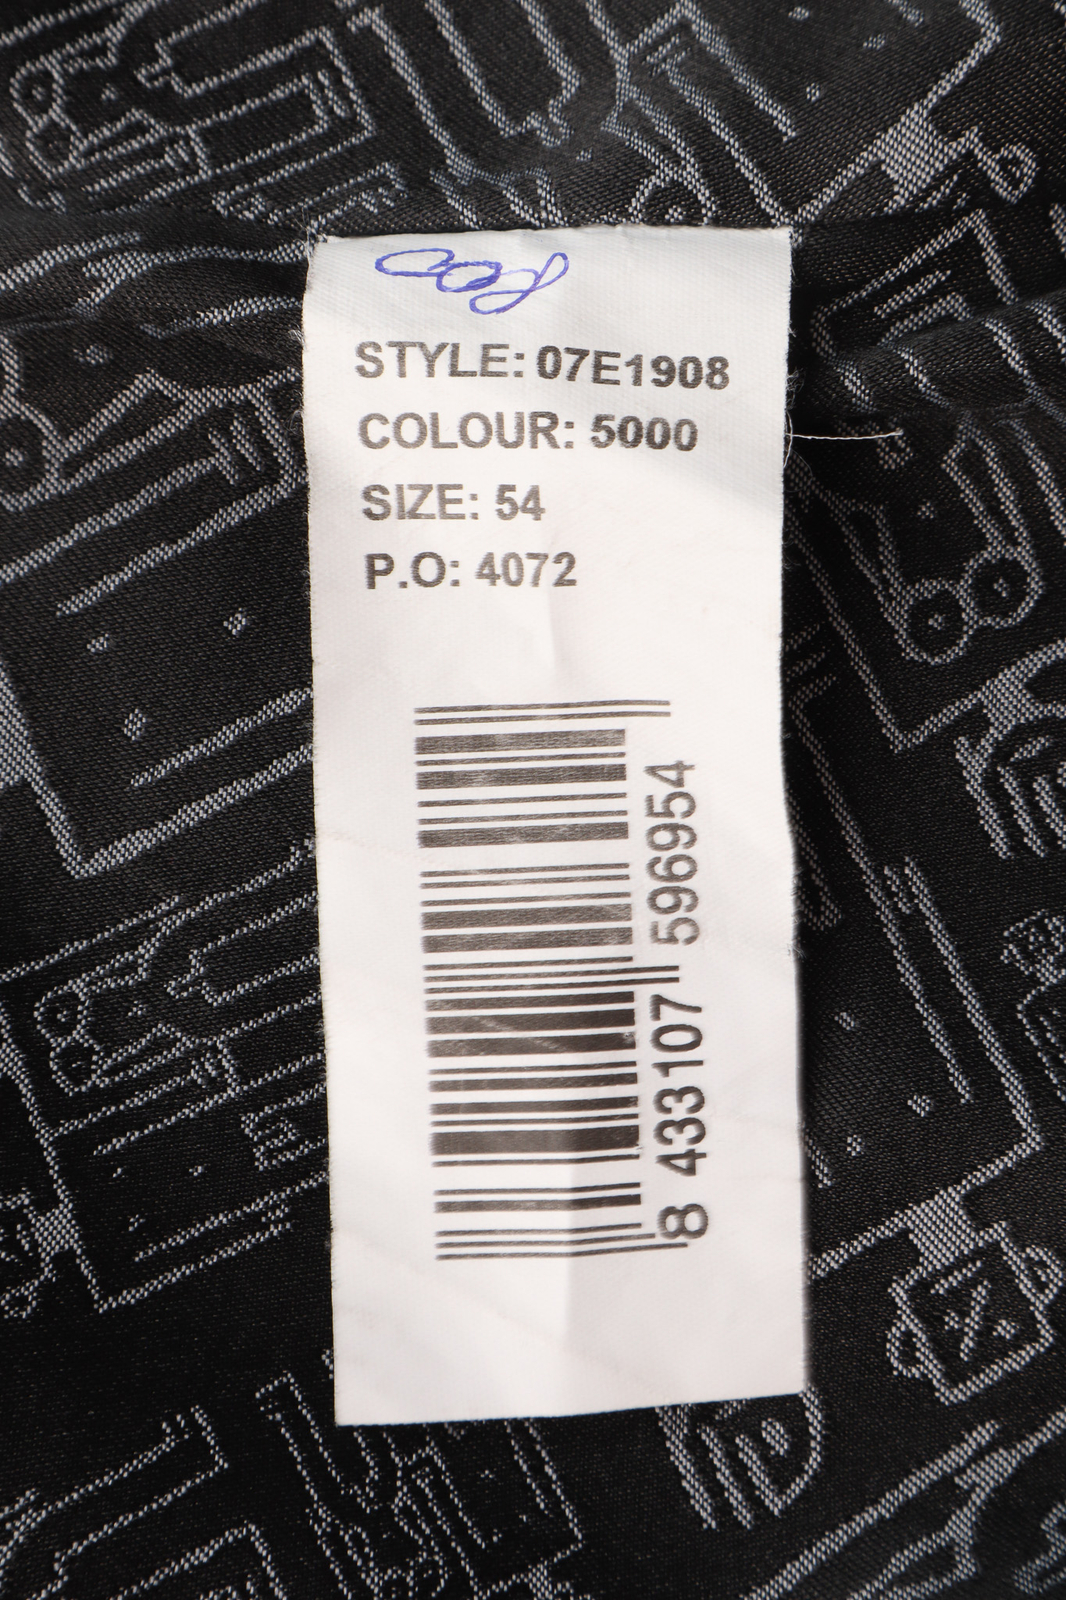 STYLE: 07E1908
COLOUR: 5000
SIZE: 54
P.O: 4072
8 433107 596954